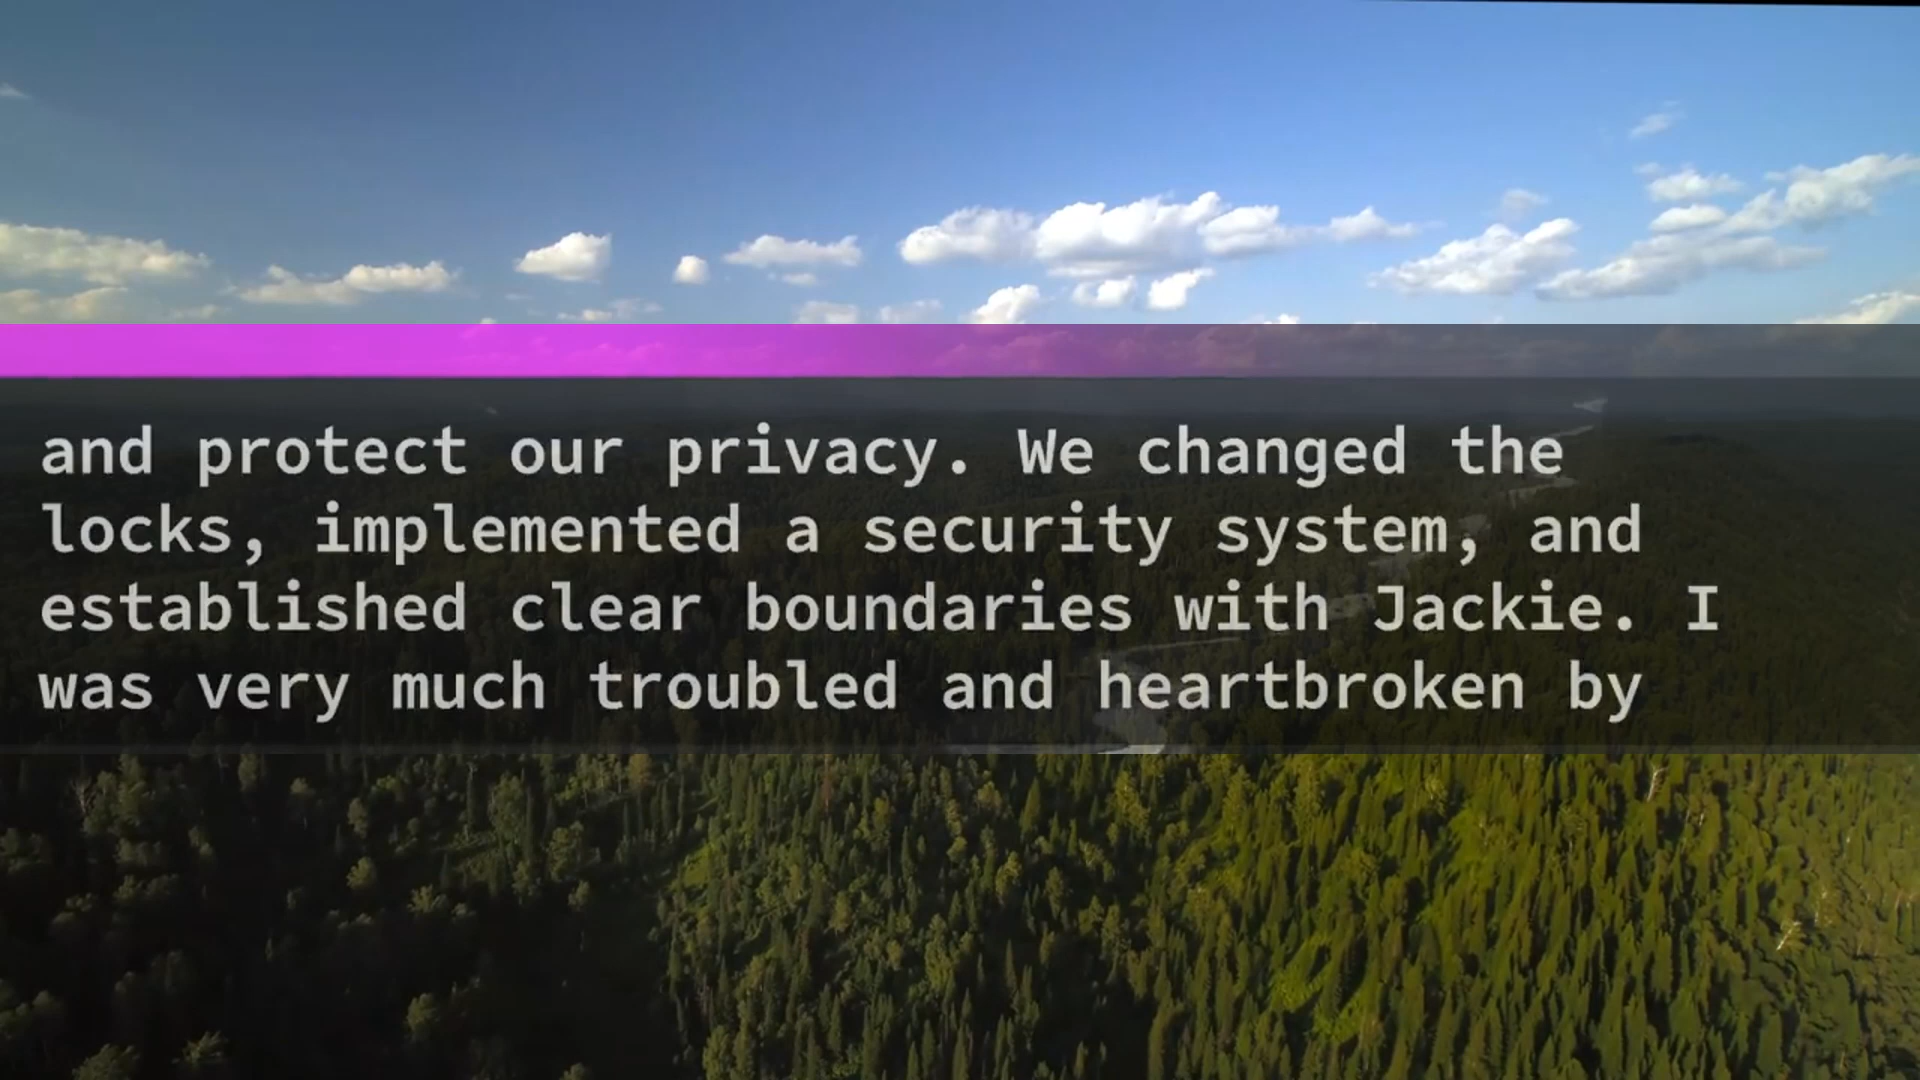 and protect our privacy. We changed the
locks, implemented a security system, and
established clear boundaries with Jackie. I
was very much troubled and heartbroken by